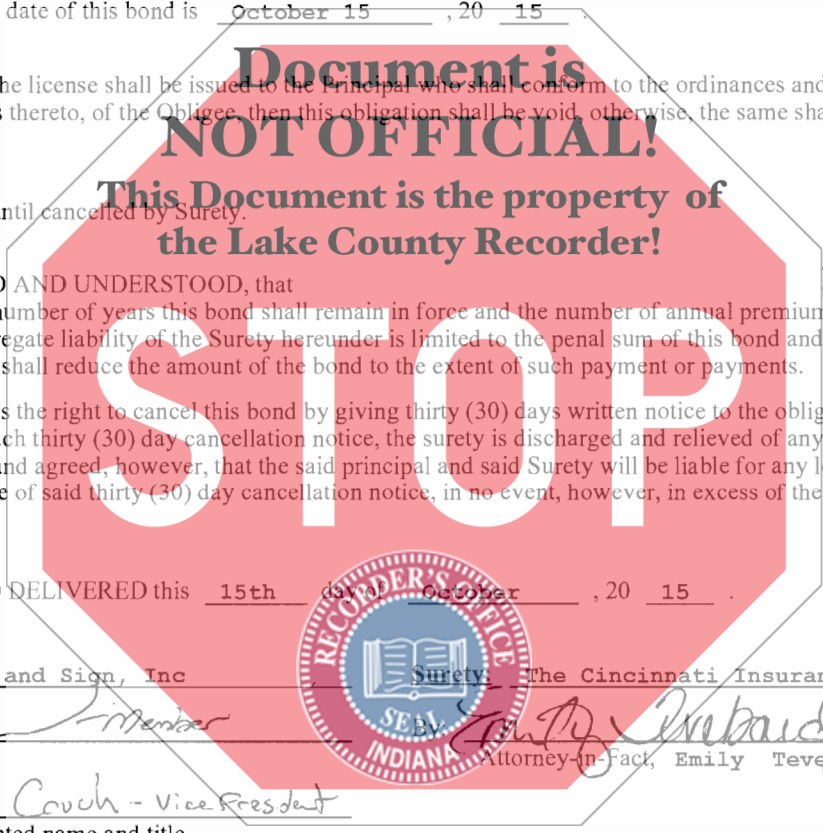 date of this bond is October 15 , 20 15 .
Document is
he license shall be issued to the Principal who shall conform to the ordinances and
thereto, of the Obligee, then this obligation shall be void, otherwise, the same sha
NOT OFFICIAL!
This Document is the property of
ntil cancelled by Surety.
the Lake County Recorder!
AND UNDERSTOOD, that
umber of years this bond shall remain in force and the number of annual premium
egate liability of the Surety hereunder is limited to the penal sum of this bond and
shall reduce the amount of the bond to the extent of such payment or payments.
STOP
s the right to cancel this bond by giving thirty (30) days written notice to the oblig
ch thirty (30) day cancellation notice, the surety is discharged and relieved of any
nd agreed, however, that the said principal and said Surety will be liable for any l
e of said thirty (30) day cancellation notice, in no event, however, in excess of the
DELIVERED this 15th day of October , 20 15 .
RECORDER'S OFFICE
SEAL
INDIANA
and Sign, Inc Surety: The Cincinnati Insuran
Member By:
Attorney-in-Fact, Emily Teve
Crouch - Vice President
nted name and title